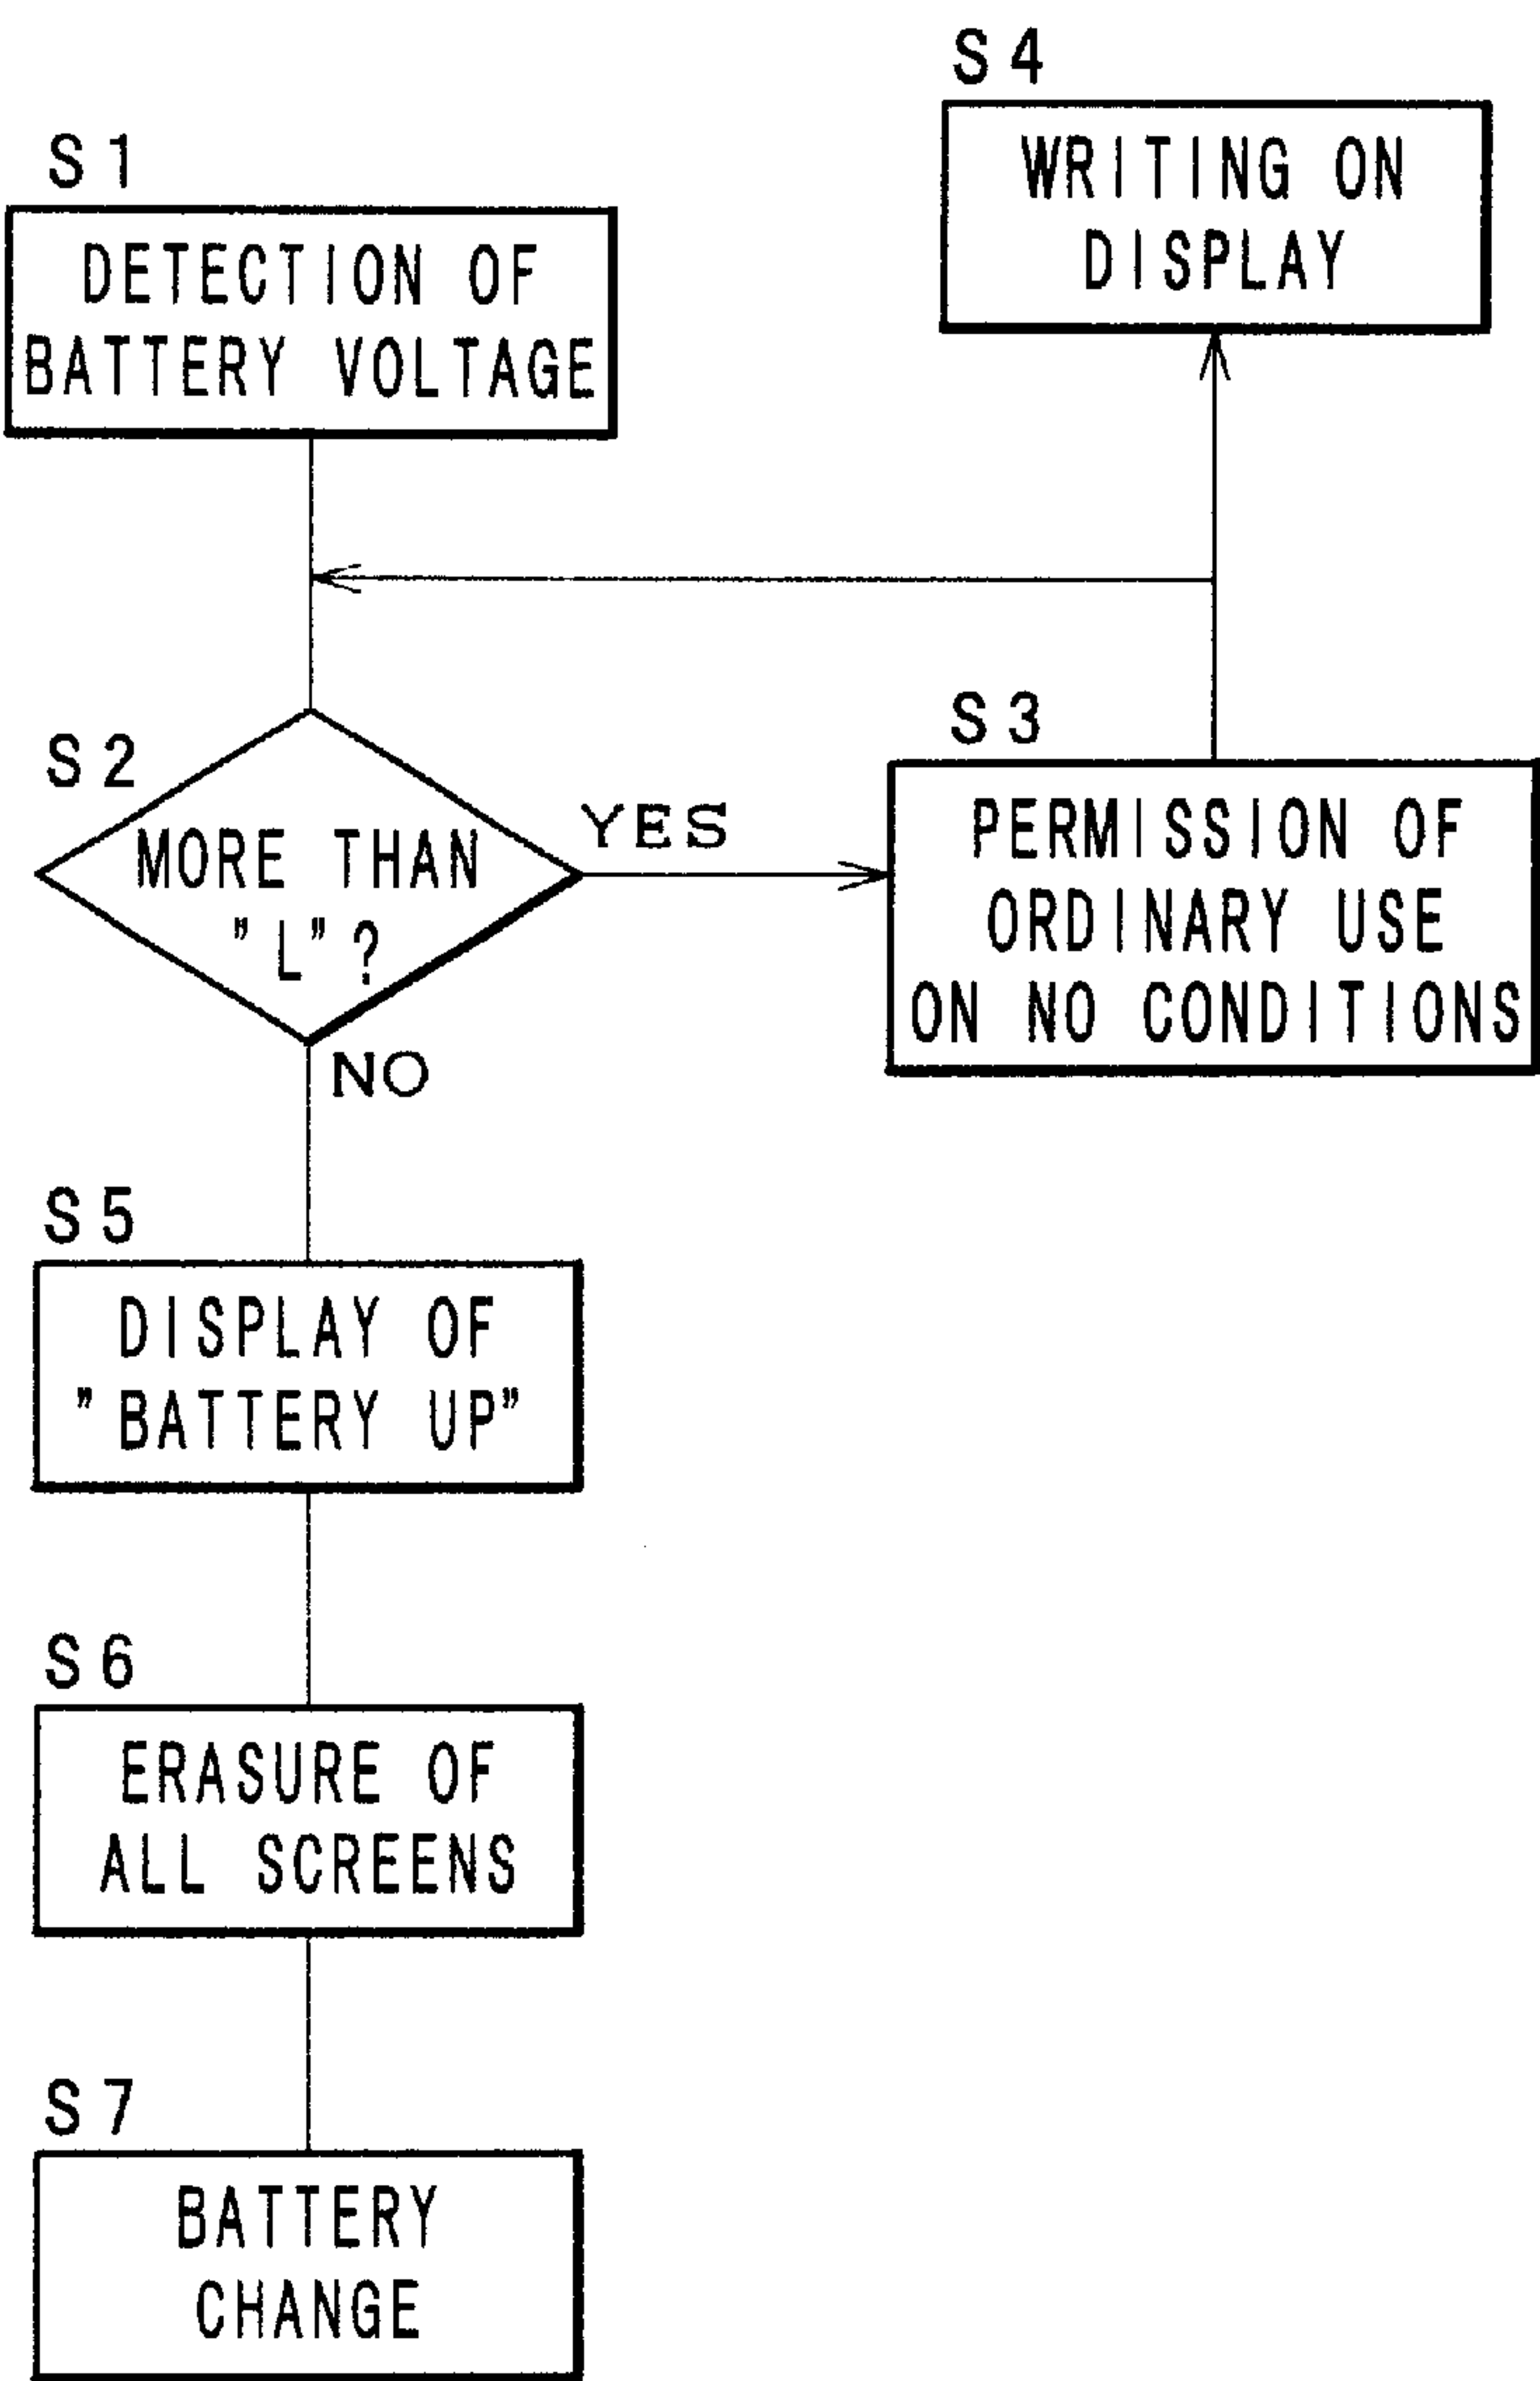 S1
DETECTION OF
BATTERY VOLTAGE
S4
WRITING ON
DISPLAY
S2
MORE THAN
"L"?
YES
NO
S3
PERMISSION OF
ORDINARY USE
ON NO CONDITIONS
S5
DISPLAY OF
"BATTERY UP"
S6
ERASURE OF
ALL SCREENS
S7
BATTERY
CHANGE